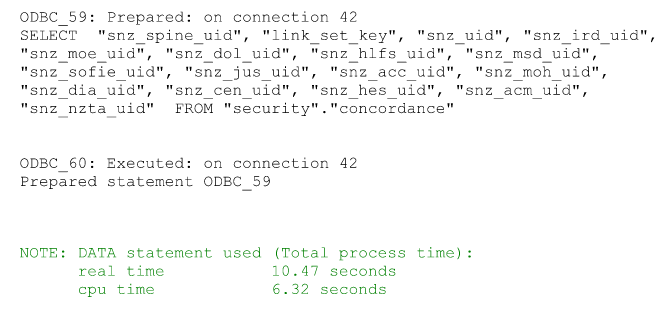 ODBC_59: Prepared: on connection 42
SELECT  "snz_spine_uid", "link_set_key", "snz_uid", "snz_ird_uid",
"snz_moe_uid", "snz_dol_uid", "snz_hlfs_uid", "snz_msd_uid",
"snz_sofie_uid", "snz_jus_uid", "snz_acc_uid", "snz_moh_uid",
"snz_dia_uid", "snz_cen_uid", "snz_hes_uid", "snz_acm_uid",
"snz_nzta_uid"  FROM "security"."concordance"
ODBC_60: Executed: on connection 42
Prepared statement ODBC_59
NOTE: DATA statement used (Total process time):
real time           10.47 seconds
cpu time            6.32 seconds